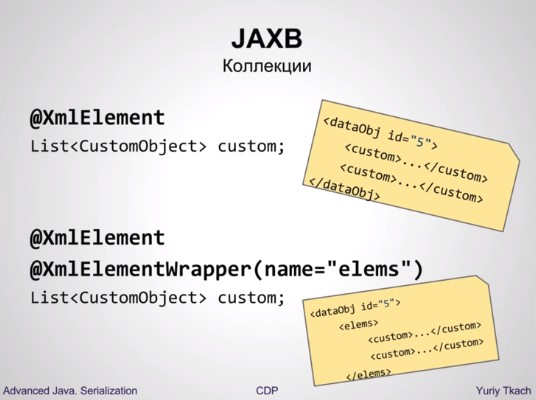 JAXB
Коллекции
@XmlElement
List<CustomObject> custom;
<dataObj id="5">
<custom>...</custom>
<custom>...</custom>
</dataObj>
@XmlElement
@XmlElementWrapper(name="elems")
List<CustomObject> custom;
<dataObj id="5">
<elems>
<custom>...</custom>
<custom>...</custom>
</elems>
Advanced Java. Serialization
CDP
Yuriy Tkach